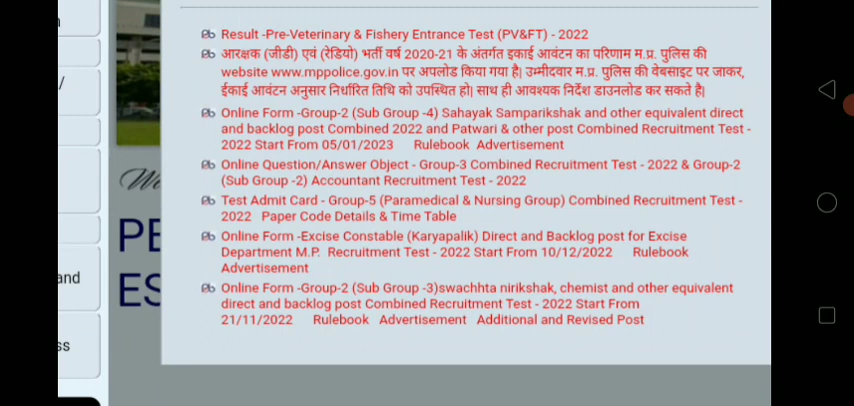 Result -Pre-Veterinary & Fishery Entrance Test (PV&FT) - 2022
आरक्षक (जीडी) एवं (रेडियो) भर्ती वर्ष 2020-21 के अंतर्गत इकाई आवंटन का परिणाम म.प्र. पुलिस की
website www.mppolice.gov.in पर अपलोड किया गया है| उम्मीदवार म.प्र. पुलिस की वेबसाइट पर जाकर,
ईकाई आवंटन अनुसार निर्धारित तिथि को उपस्थित हो| साथ ही आवश्यक निर्देश डाउनलोड कर सकते है|
Online Form -Group-2 (Sub Group -4) Sahayak Samparikshak and other equivalent direct
and backlog post Combined 2022 and Patwari & other post Combined Recruitment Test -
2022 Start From 05/01/2023 Rulebook Advertisement
Online Question/Answer Object - Group-3 Combined Recruitment Test - 2022 & Group-2
(Sub Group -2) Accountant Recruitment Test - 2022
Test Admit Card - Group-5 (Paramedical & Nursing Group) Combined Recruitment Test -
2022 Paper Code Details & Time Table
Online Form -Excise Constable (Karyapalik) Direct and Backlog post for Excise
Department M.P. Recruitment Test - 2022 Start From 10/12/2022 Rulebook
Advertisement
Online Form -Group-2 (Sub Group -3)swachhta nirikshak, chemist and other equivalent
direct and backlog post Combined Recruitment Test - 2022 Start From
21/11/2022 Rulebook Advertisement Additional and Revised Post
/
and
ss
We
PE
ES